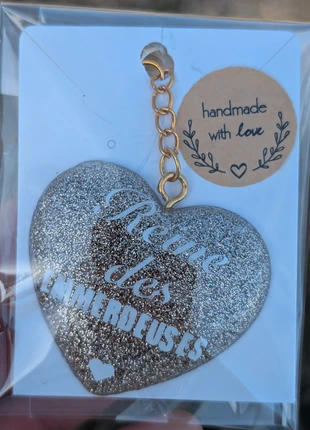 handmade
with love
Reine
des
EMMERDEUSES